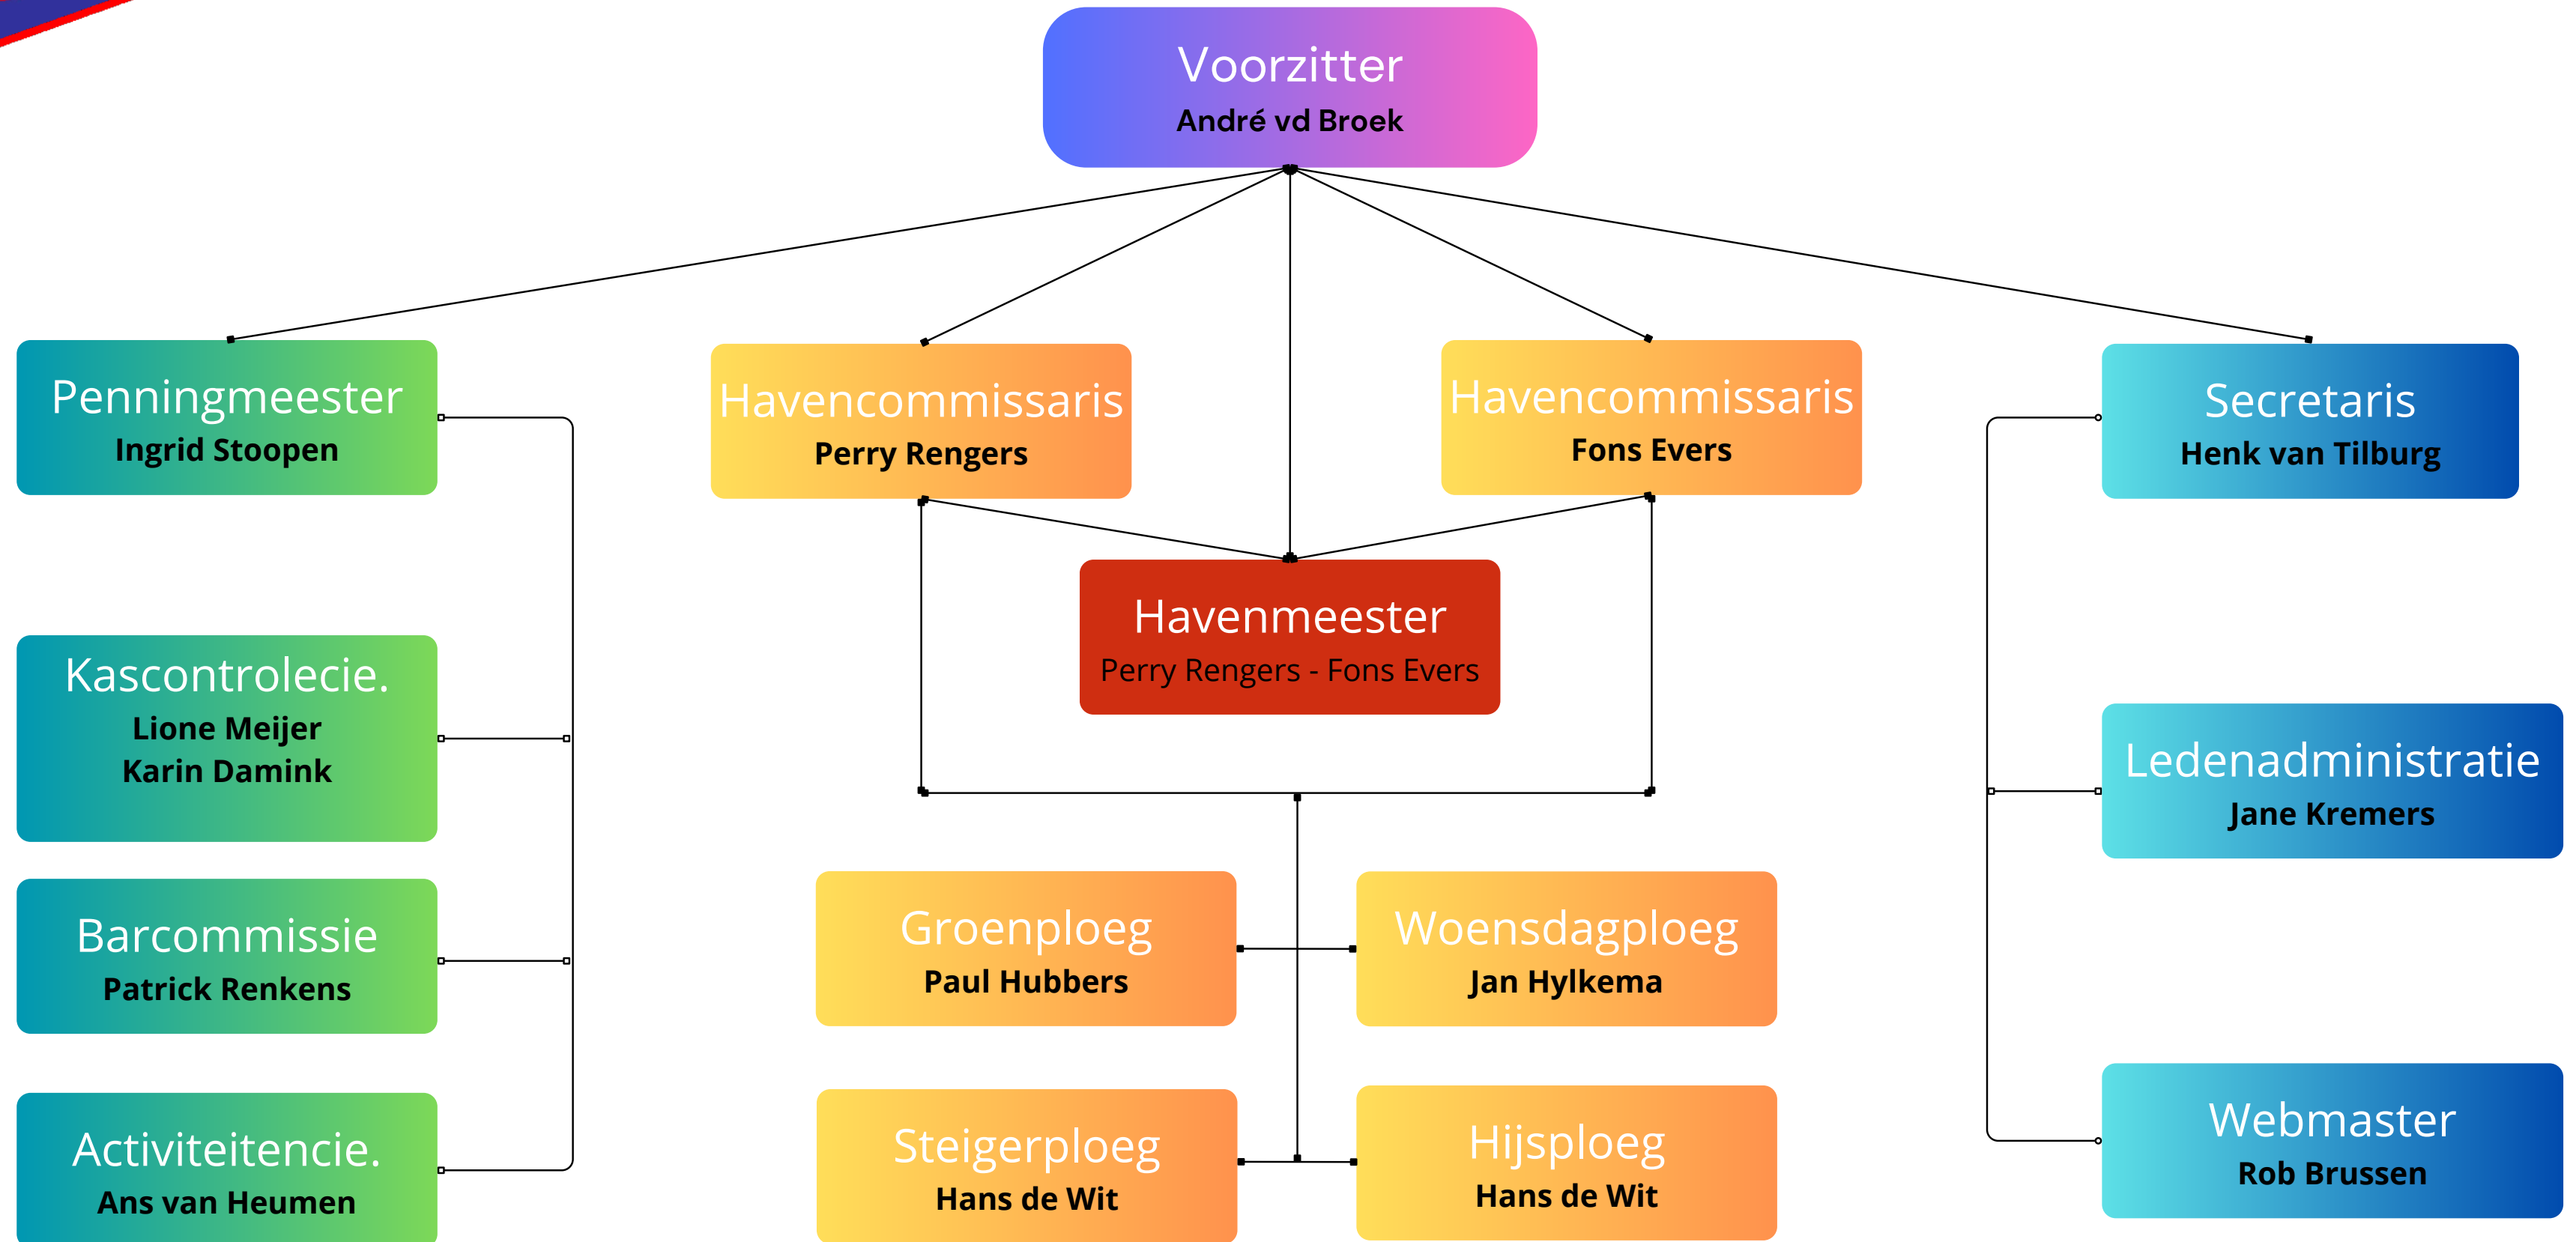 Voorzitter
André vd Broek
Penningmeester
Ingrid Stoopen
Havencommissaris
Perry Rengers
Havencommissaris
Fons Evers
Secretaris
Henk van Tilburg
Havenmeester
Perry Rengers - Fons Evers
Kascontrolecie.
Lione Meijer
Karin Damink
Ledenadministratie
Jane Kremers
Barcommissie
Patrick Renkens
Groenploeg
Paul Hubbers
Woensdagploeg
Jan Hylkema
Activiteitencie.
Ans van Heumen
Steigerploeg
Hans de Wit
Hijsploeg
Hans de Wit
Webmaster
Rob Brussen